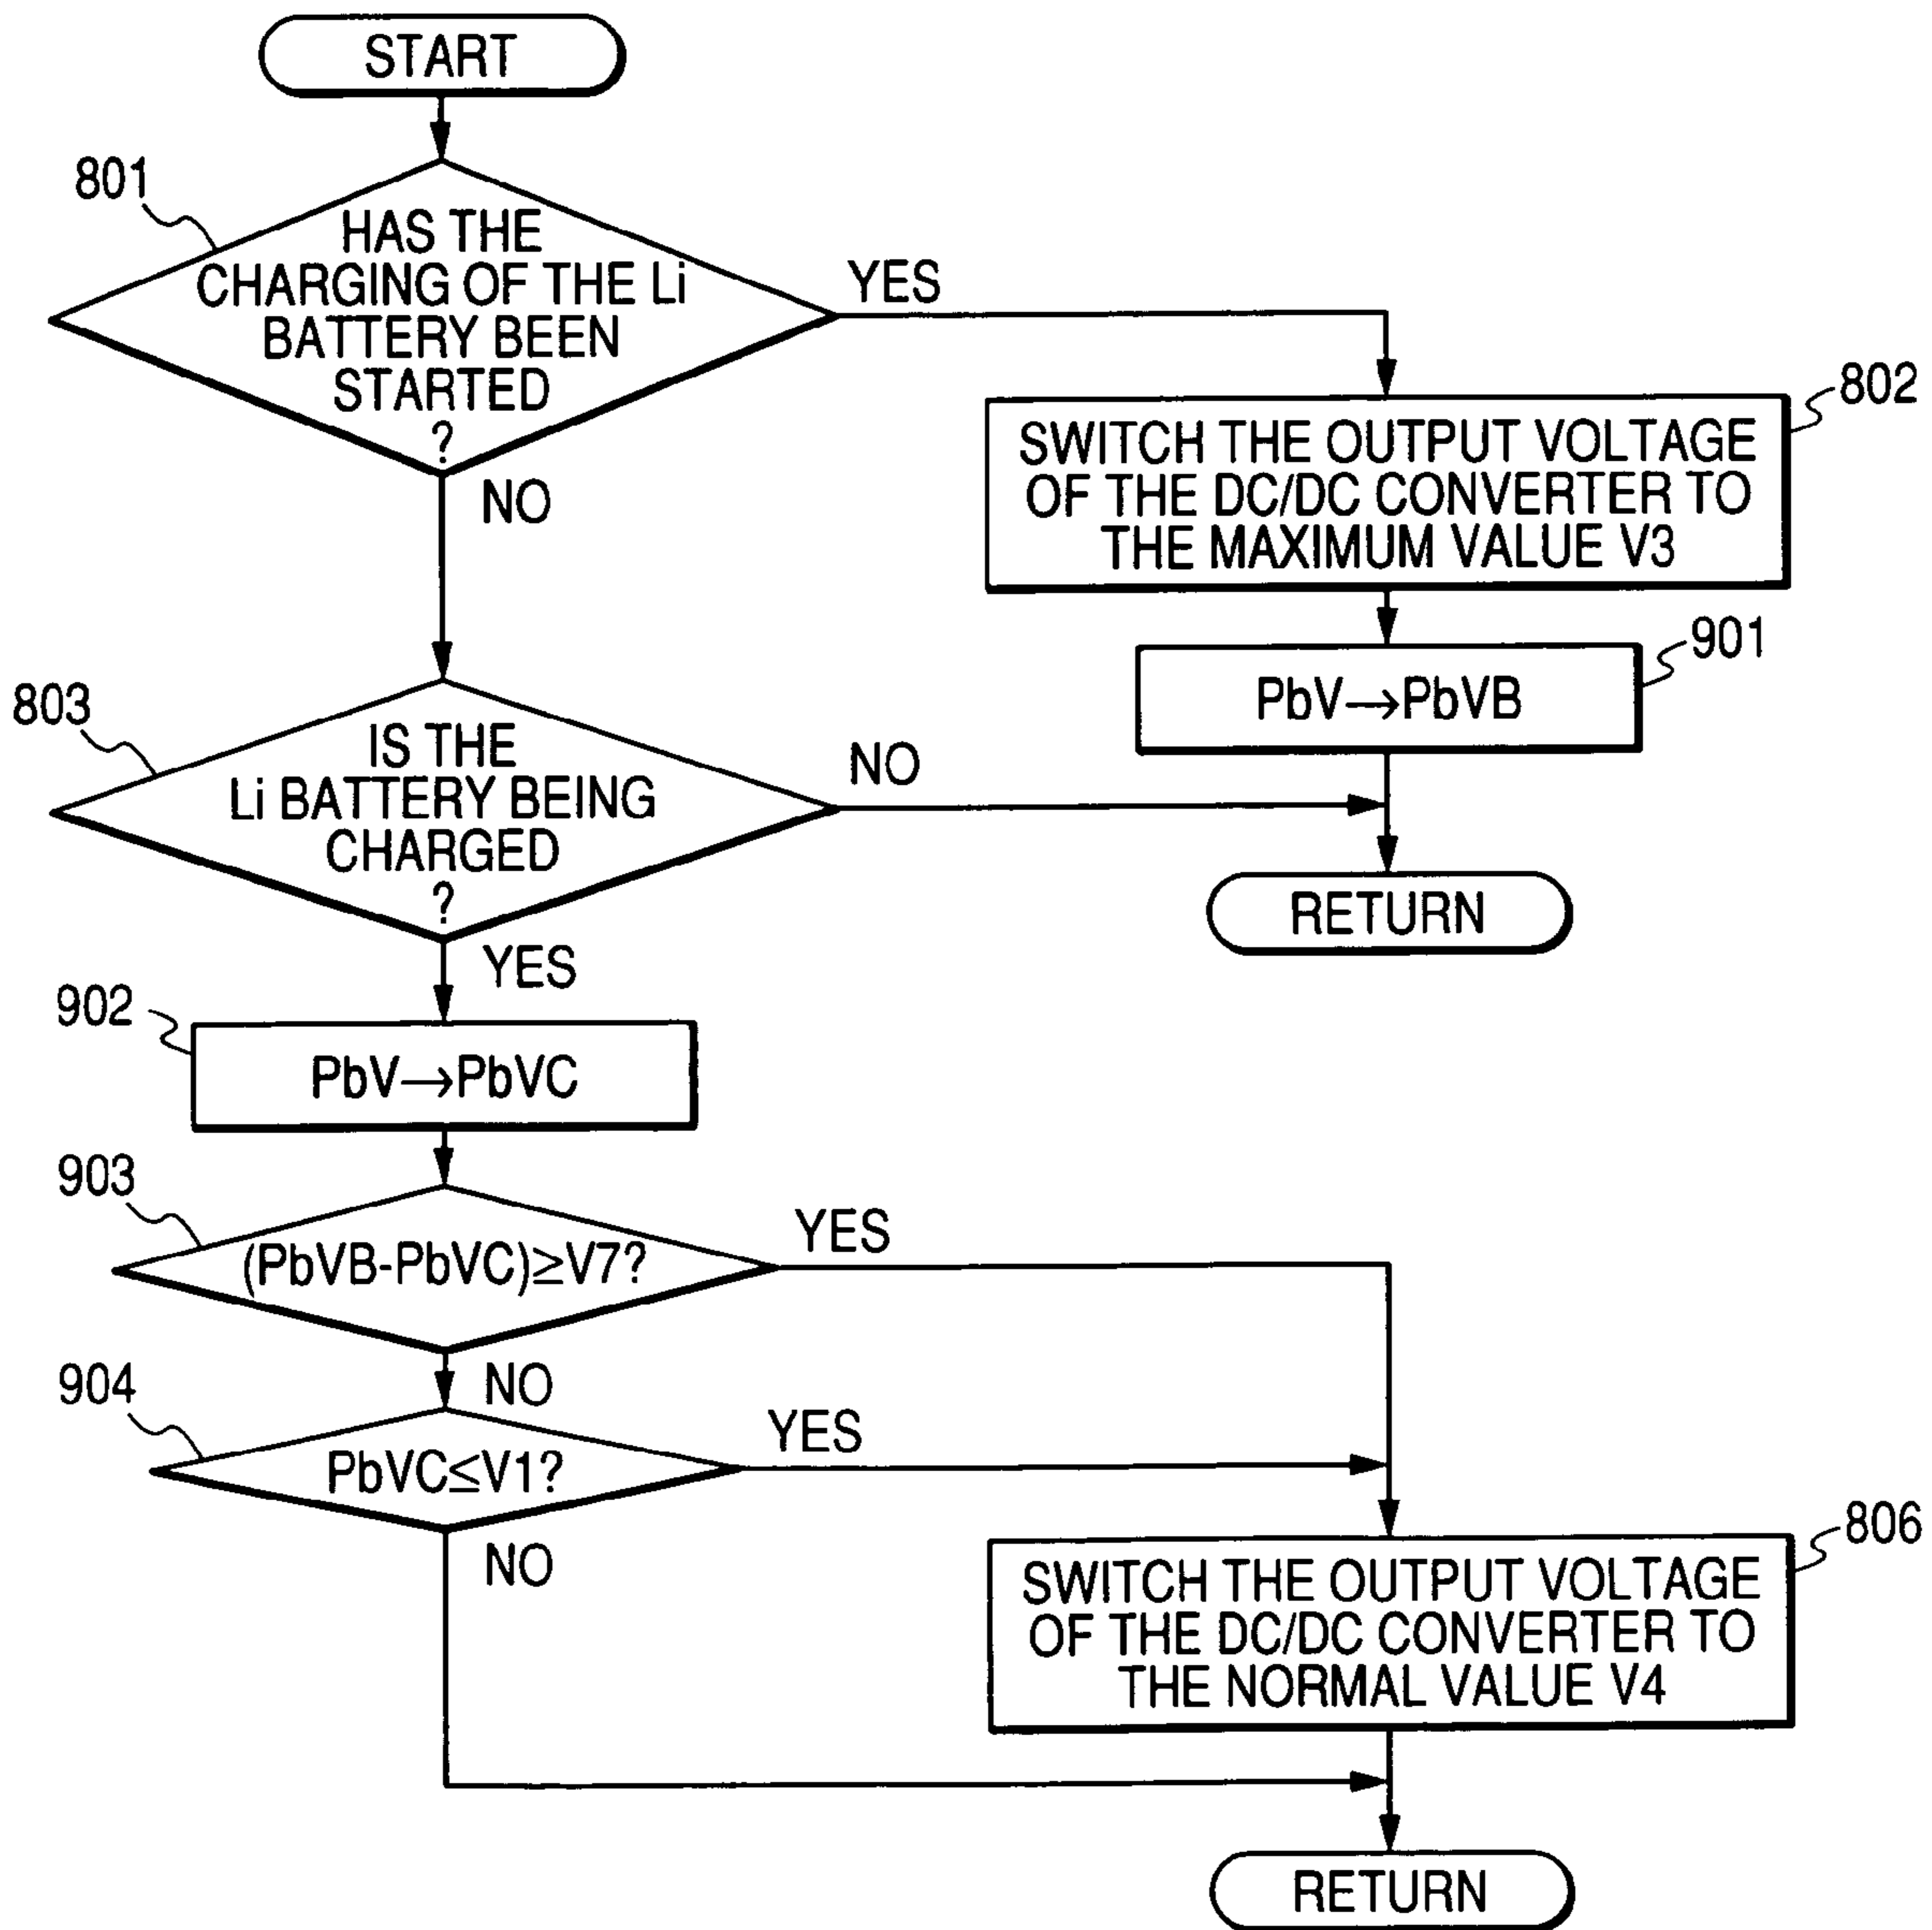 START
801
HAS THE
CHARGING OF THE Li
BATTERY BEEN
STARTED
?
YES
NO
802
SWITCH THE OUTPUT VOLTAGE
OF THE DC/DC CONVERTER TO
THE MAXIMUM VALUE V3
901
PbV→PbVB
803
IS THE
Li BATTERY BEING
CHARGED
?
NO
RETURN
YES
902
PbV→PbVC
903
(PbVB-PbVC)≥V7?
YES
NO
904
PbVC≤V1?
YES
NO
806
SWITCH THE OUTPUT VOLTAGE
OF THE DC/DC CONVERTER TO
THE NORMAL VALUE V4
RETURN